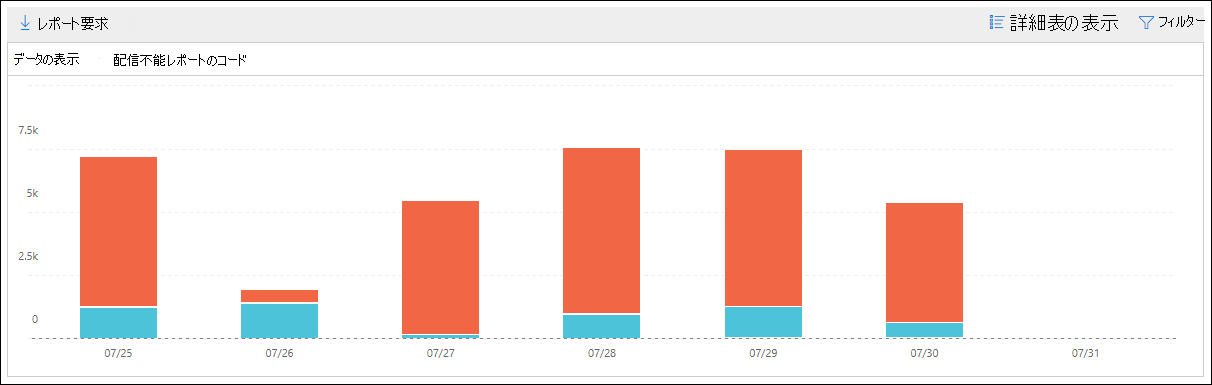 レポート要求
詳細表の表示
フィルター
データの表示
配信不能レポートのコード
7.5k
5k
2.5k
0
07/25
07/26
07/27
07/28
07/29
07/30
07/31